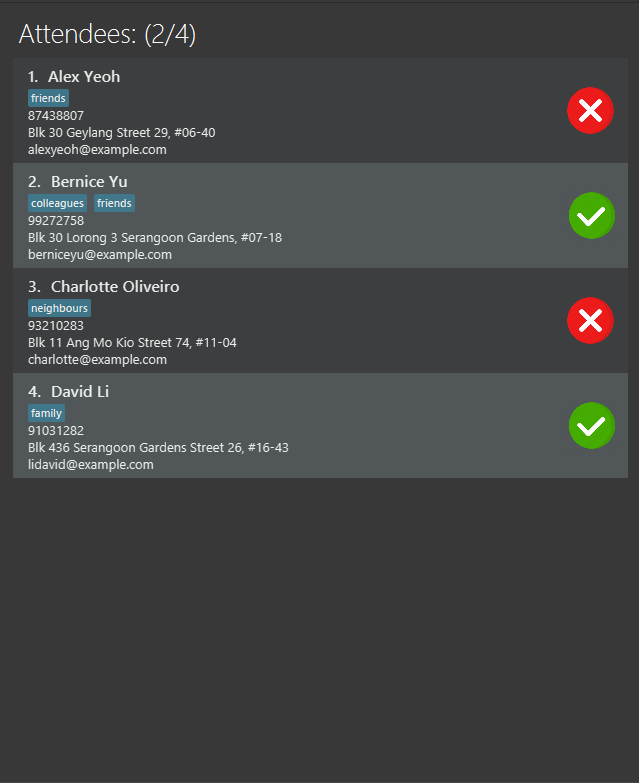 Attendees: (2/4)
1. Alex Yeoh
friends
87438807
Blk 30 Geylang Street 29, #06-40
alexyeoh@example.com
2. Bernice Yu
colleagues friends
99272758
Blk 30 Lorong 3 Serangoon Gardens, #07-18
berniceyu@example.com
3. Charlotte Oliveiro
neighbours
93210283
Blk 11 Ang Mo Kio Street 74, #11-04
charlotte@example.com
4. David Li
family
91031282
Blk 436 Serangoon Gardens Street 26, #16-43
lidavid@example.com